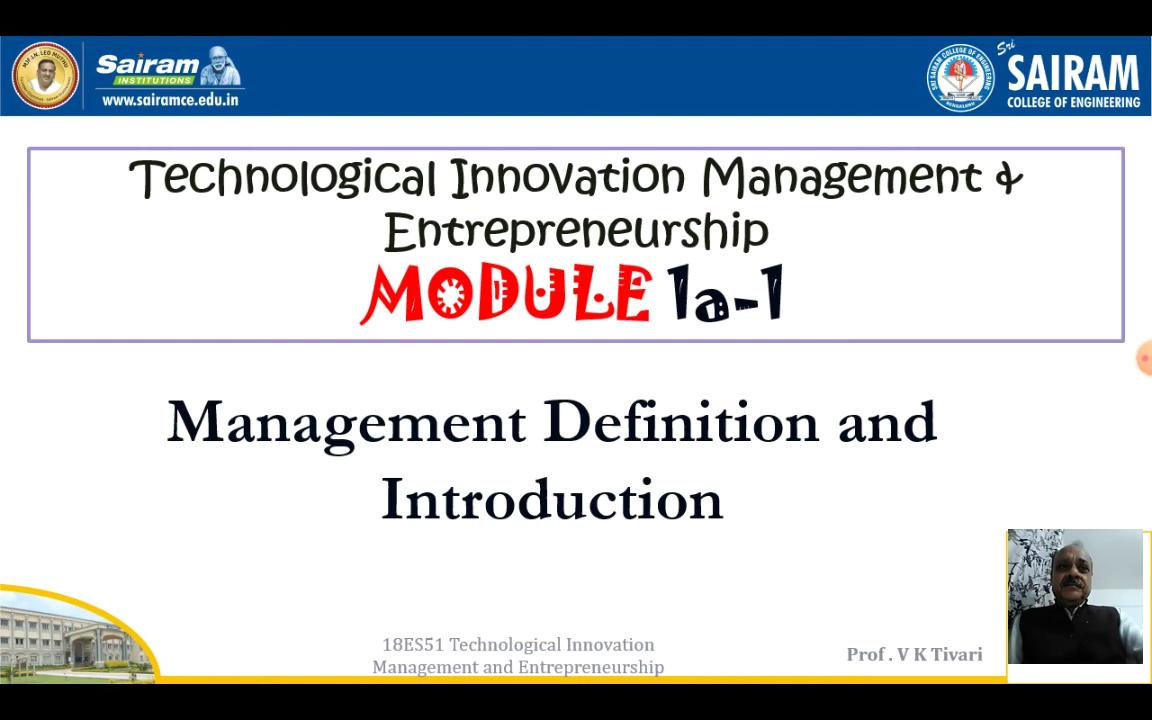 Sairam
INSTITUTIONS
www.sairamce.edu.in
Sri
SAIRAM
COLLEGE OF ENGINEERING
Technological Innovation Management &
Entrepreneurship
MODULE 1a-1
Management Definition and
Introduction
18ES51 Technological Innovation
Management and Entrepreneurship
Prof . V K Tivari